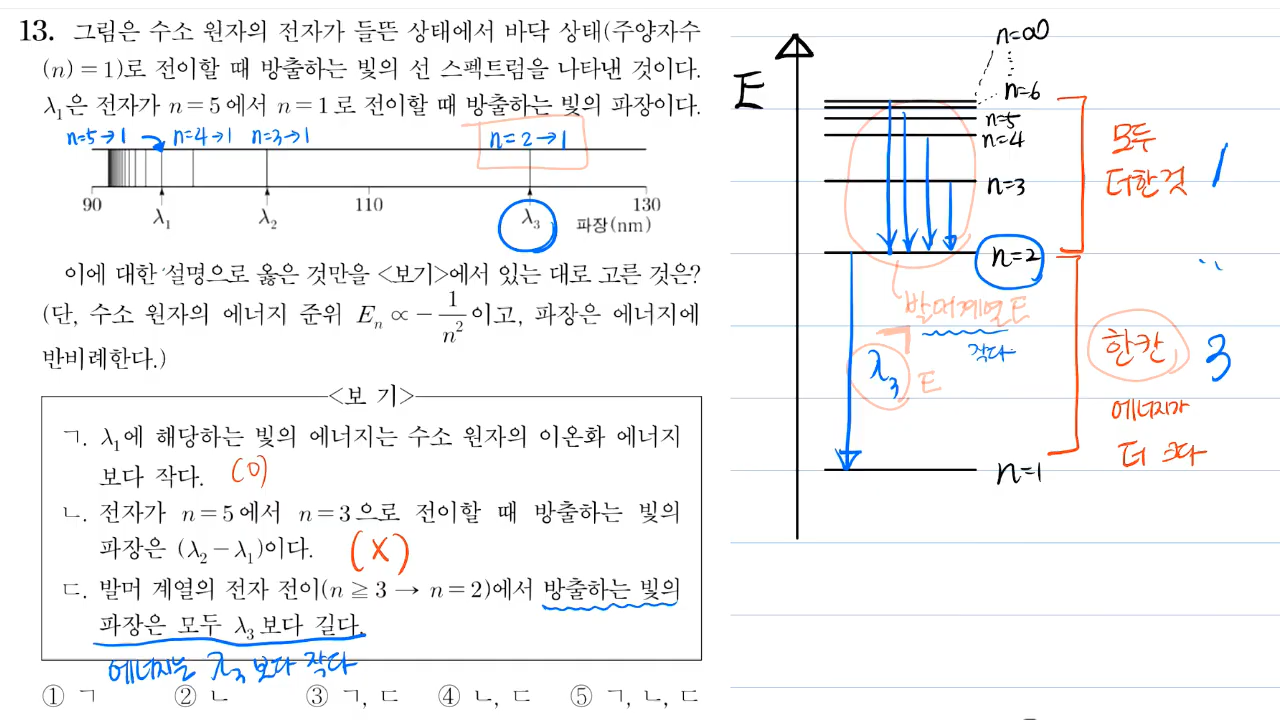 13. 그림은 수소 원자의 전자가 들뜬 상태에서 바닥 상태(주양자수
(n)=1)로 전이할 때 방출하는 빛의 선 스펙트럼을 나타낸 것이다.
λ₁은 전자가 n=5에서 n=1로 전이할 때 방출하는 빛의 파장이다.
n=5→1 n=4→1 n=3→1 n=2→1
90 λ₁ λ₂ 110 λ₃ 130
파장(nm)
이에 대한 설명으로 옳은 것만을 <보기>에서 있는 대로 고른 것은?
(단, 수소 원자의 에너지 준위 Eₙ ∝ -1/n²이고, 파장은 에너지에
반비례한다.)
<보 기>
ㄱ. λ₁에 해당하는 빛의 에너지는 수소 원자의 이온화 에너지
보다 작다. (O)
ㄴ. 전자가 n=5에서 n=3으로 전이할 때 방출하는 빛의
파장은 (λ₂-λ₁)이다. (X)
ㄷ. 발머 계열의 전자 전이(n≧3 → n=2)에서 방출하는 빛의
파장은 모두 λ₃보다 길다.
에너지는 λ₃ 보다 작다
① ㄱ ② ㄴ ③ ㄱ, ㄷ ④ ㄴ, ㄷ ⑤ ㄱ, ㄴ, ㄷ
E
n=∞
n=6
n=5
n=4
n=3
n=2
n=1
모두
더한것
1
발머계열 E
작다
λ₃
E
한칸
3
에너지가
더 크다